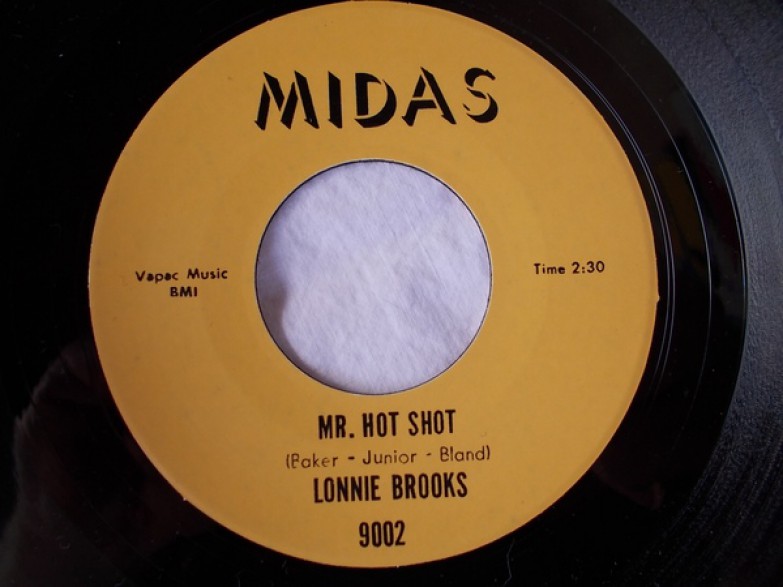 MIDAS
Vapac Music
BMI
Time 2:30
MR. HOT SHOT
(Baker - Junior - Bland)
LONNIE BROOKS
9002